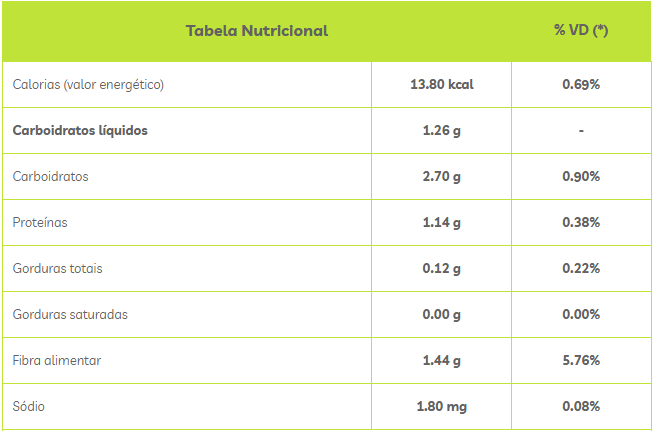 Tabela Nutricional % VD (*)
Calorias (valor energético) 13.80 kcal 0.69%
Carboidratos líquidos 1.26 g -
Carboidratos 2.70 g 0.90%
Proteínas 1.14 g 0.38%
Gorduras totais 0.12 g 0.22%
Gorduras saturadas 0.00 g 0.00%
Fibra alimentar 1.44 g 5.76%
Sódio 1.80 mg 0.08%